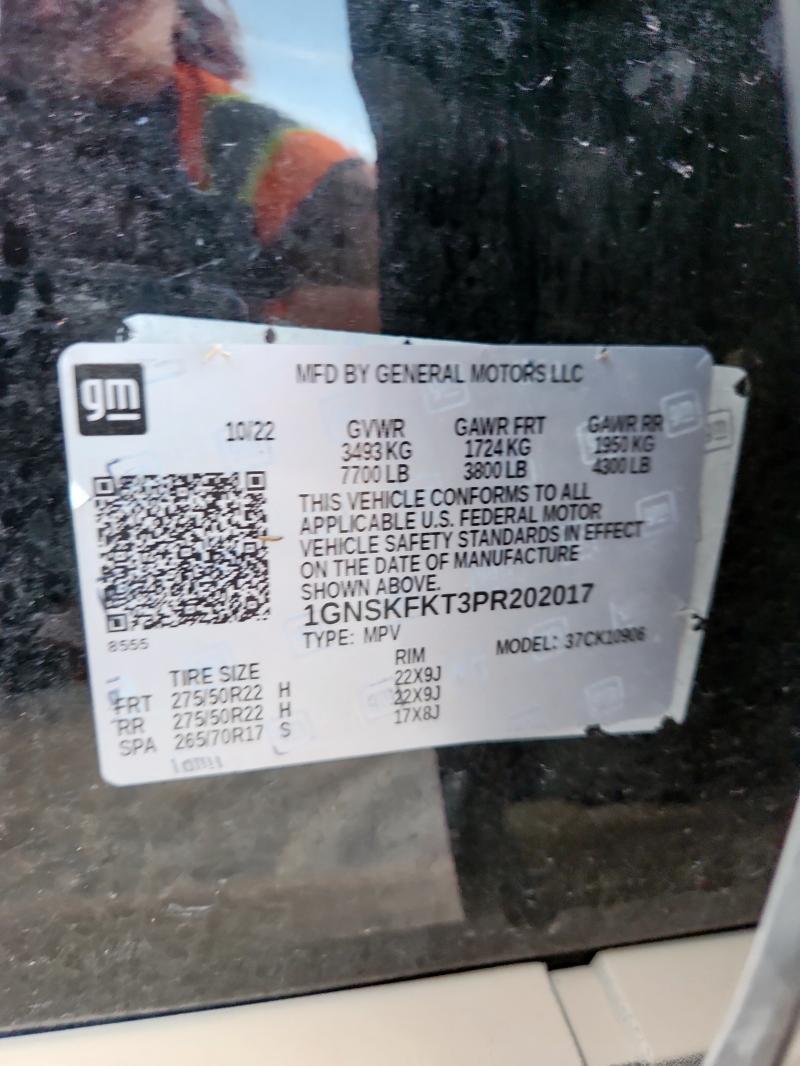 gm
MFD BY GENERAL MOTORS LLC
10/22 GVWR GAWR FRT GAWR RR
3493 KG 1724 KG 1950 KG
7700 LB 3800 LB 4300 LB
THIS VEHICLE CONFORMS TO ALL
APPLICABLE U.S. FEDERAL MOTOR
VEHICLE SAFETY STANDARDS IN EFFECT
ON THE DATE OF MANUFACTURE
SHOWN ABOVE.
1GNSKFKT3PR202017
8555
TYPE: MPV MODEL: 37CK10906
TIRE SIZE RIM
FRT 275/50R22 H 22X9J
RR 275/50R22 H 22X9J
SPA 265/70R17 S 17X8J